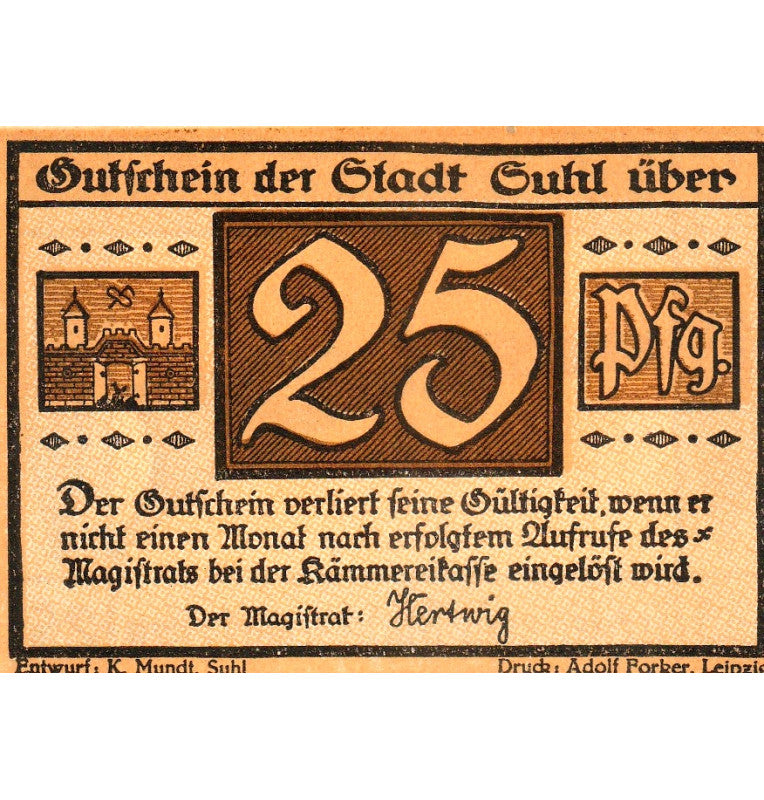 Gutschein der Stadt Suhl über
25
Pfg.
Der Gutschein verliert seine Gültigkeit, wenn er
nicht einen Monat nach erfolgtem Aufrufe des
Magistrats bei der Kämmereikasse eingelöst wird.
Der Magistrat: Hertwig
Entwurf: K. Mundt, Suhl
Druck: Adolf Forker, Leipzig